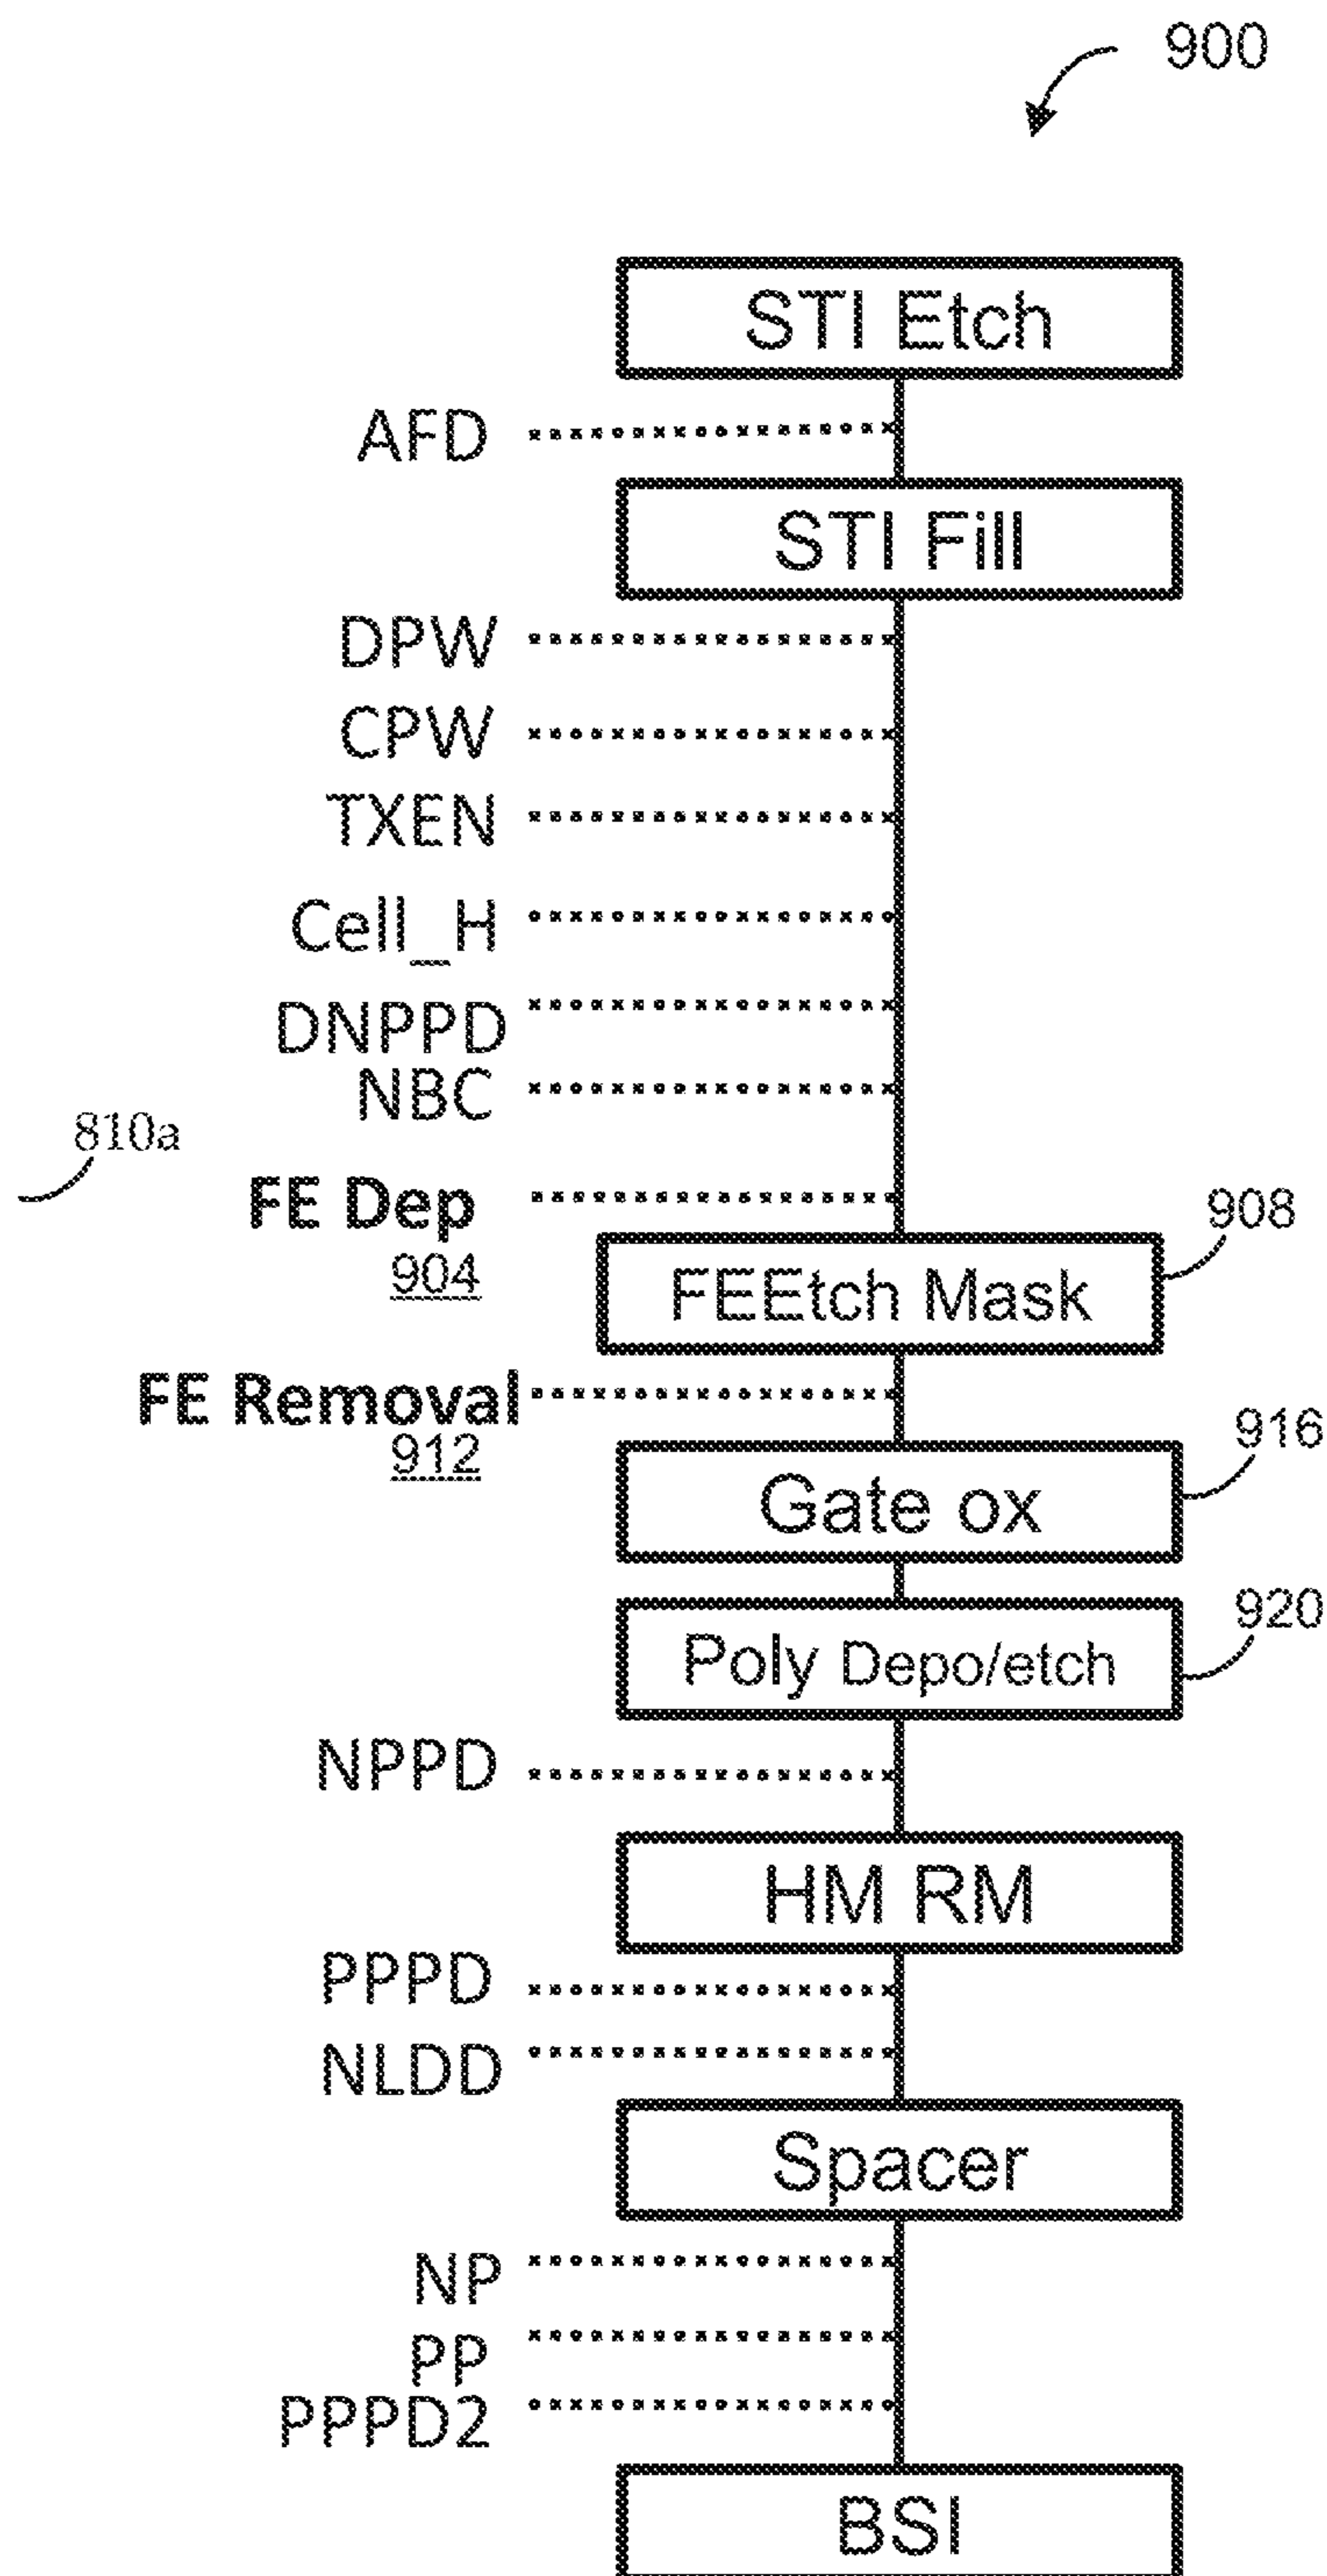 900
STI Etch
AFD
STI Fill
DPW
CPW
TXEN
Cell_H
DNPPD
NBC
810a
FE Dep
904
908
FEEtch Mask
FE Removal
912
916
Gate ox
920
Poly Depo/etch
NPPD
HM RM
PPPD
NLDD
Spacer
NP
PP
PPPD2
BSI